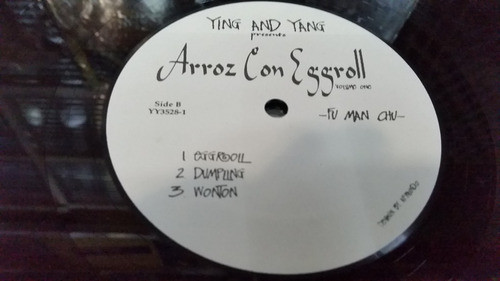 YING AND YANG
presents
Arroz Con Eggroll
VOLUME ONE
Side B
YY3528-1
-FU MAN CHU-
1 EGGROLL
2 DUMPLING
3 WONTON